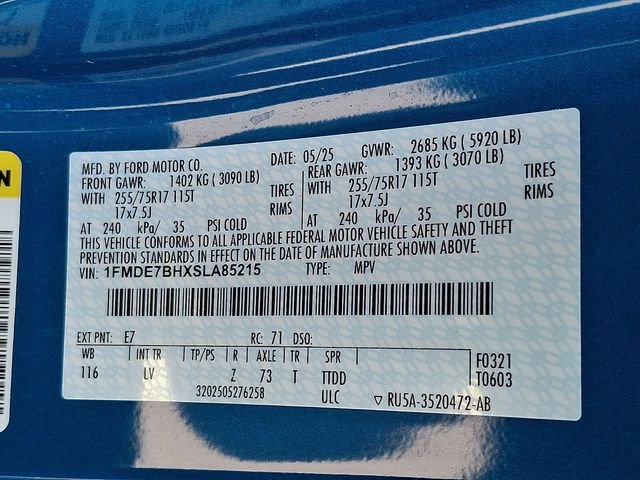 MFD. BY FORD MOTOR CO.
DATE: 05/25 GVWR: 2685 KG ( 5920 LB)
FRONT GAWR: 1402 KG ( 3090 LB) REAR GAWR: 1393 KG ( 3070 LB)
WITH 255/75R17 115T TIRES WITH 255/75R17 115T TIRES
17x7.5J RIMS 17x7.5J RIMS
AT 240 kPa/ 35 PSI COLD AT 240 kPa/ 35 PSI COLD
THIS VEHICLE CONFORMS TO ALL APPLICABLE FEDERAL MOTOR VEHICLE SAFETY AND THEFT
PREVENTION STANDARDS IN EFFECT ON THE DATE OF MANUFACTURE SHOWN ABOVE.
VIN: 1FMDE7BHXSLA85215 TYPE: MPV
EXT PNT: E7 RC: 71 DSO:
WB INT TR TP/PS R AXLE TR SPR F0321
116 LV Z 73 T TTDD T0603
3202505276258 ULC ▽ RU5A-3520472-AB
N